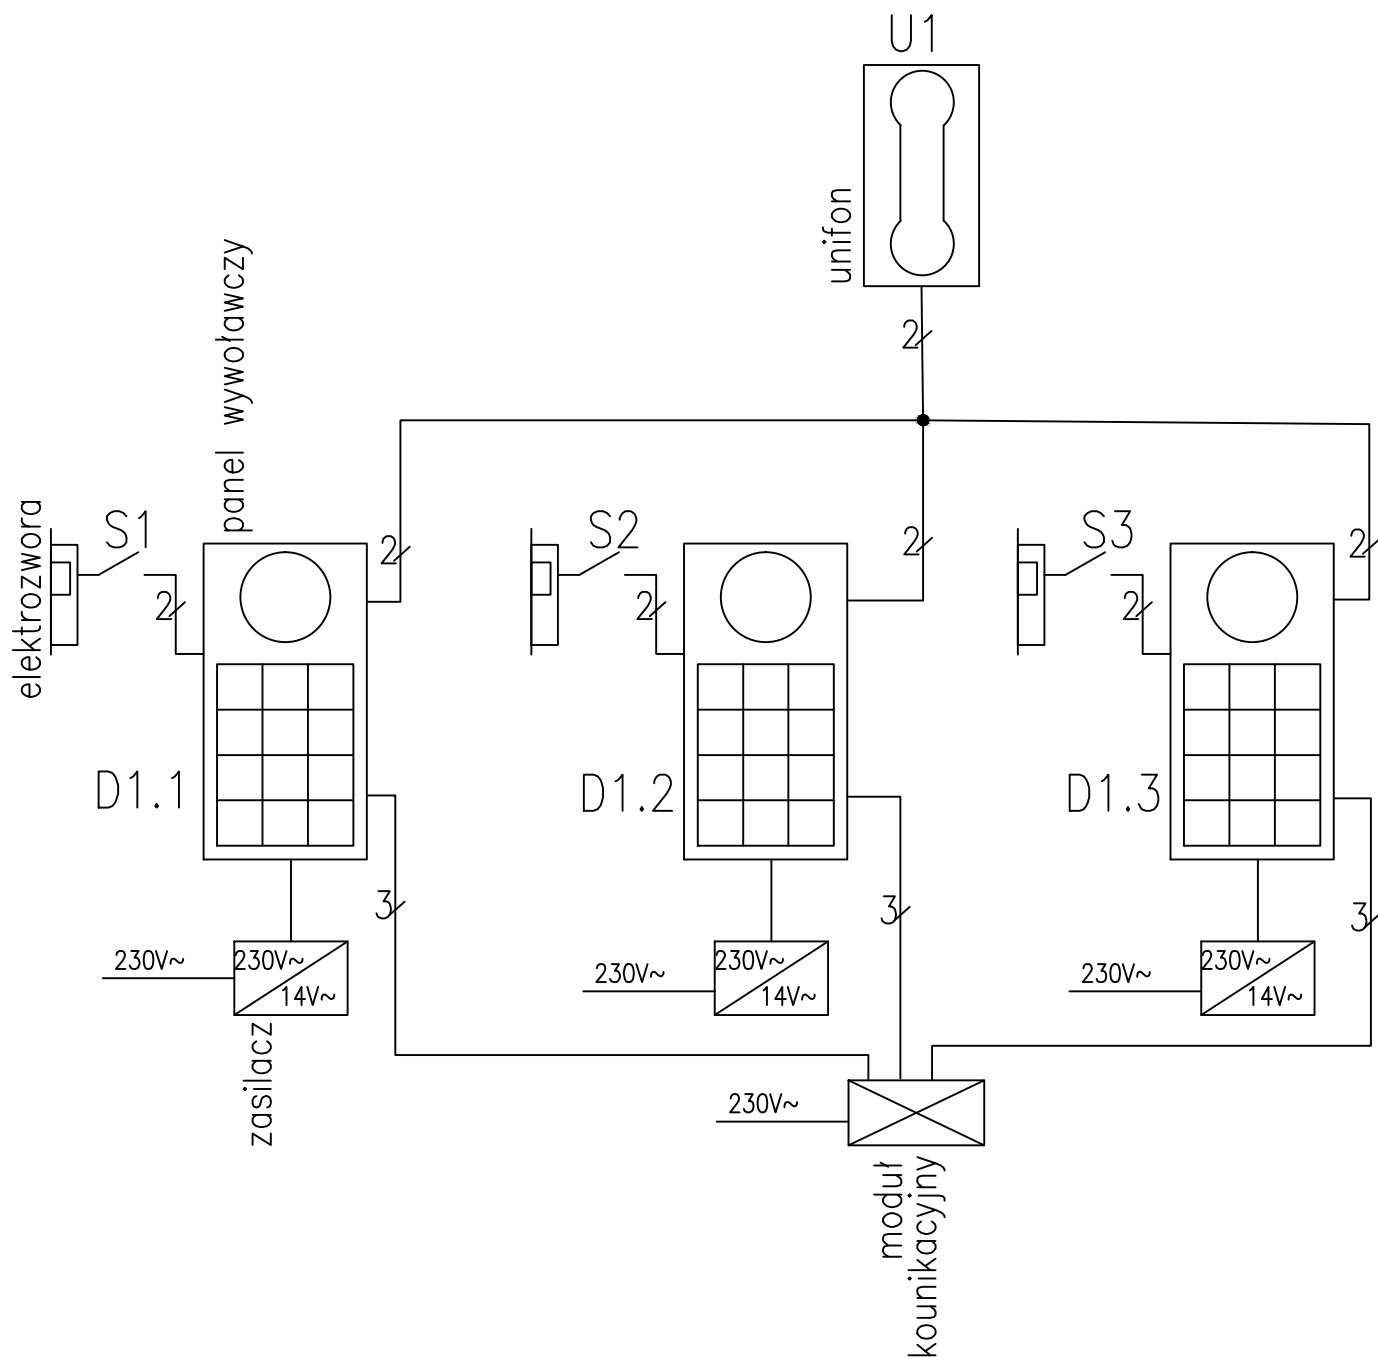 U1
unifon
2
panel wywoławczy
elektrozwora
S1
2
2
S2
2
2
S3
2
2
D1.1
D1.2
D1.3
3
3
3
230V~
230V~
14V~
230V~
230V~
14V~
230V~
230V~
14V~
zasilacz
230V~
moduł
kounikacyjny